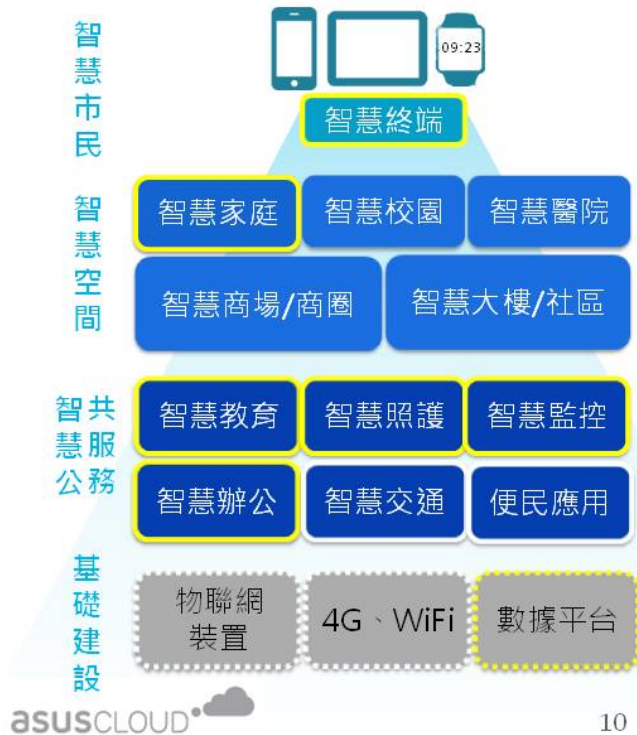 智慧市民
09:23
智慧終端
智慧空間
智慧家庭
智慧校園
智慧醫院
智慧商場/商圈
智慧大樓/社區
智慧公
共服務
智慧教育
智慧照護
智慧監控
智慧辦公
智慧交通
便民應用
基礎建設
物聯網
裝置
4G、WiFi
數據平台
asusCLOUD
10